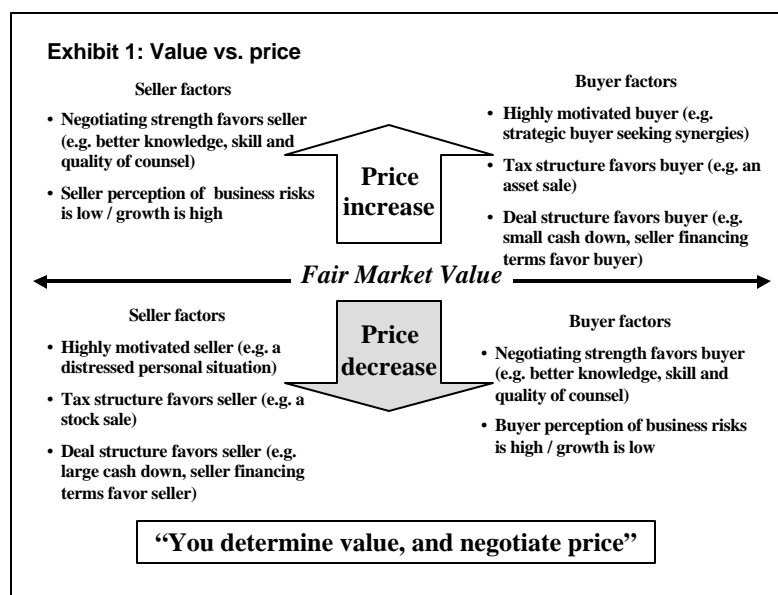 Exhibit 1: Value vs. price
Seller factors
• Negotiating strength favors seller
(e.g. better knowledge, skill and
quality of counsel)
• Seller perception of business risks
is low / growth is high
Price
increase
Buyer factors
• Highly motivated buyer (e.g.
strategic buyer seeking synergies)
• Tax structure favors buyer (e.g. an
asset sale)
• Deal structure favors buyer (e.g.
small cash down, seller financing
terms favor buyer)
Fair Market Value
Seller factors
• Highly motivated seller (e.g. a
distressed personal situation)
• Tax structure favors seller (e.g. a
stock sale)
• Deal structure favors seller (e.g.
large cash down, seller financing
terms favor seller)
Price
decrease
Buyer factors
• Negotiating strength favors buyer
(e.g. better knowledge, skill and
quality of counsel)
• Buyer perception of business risks
is high / growth is low
“You determine value, and negotiate price”